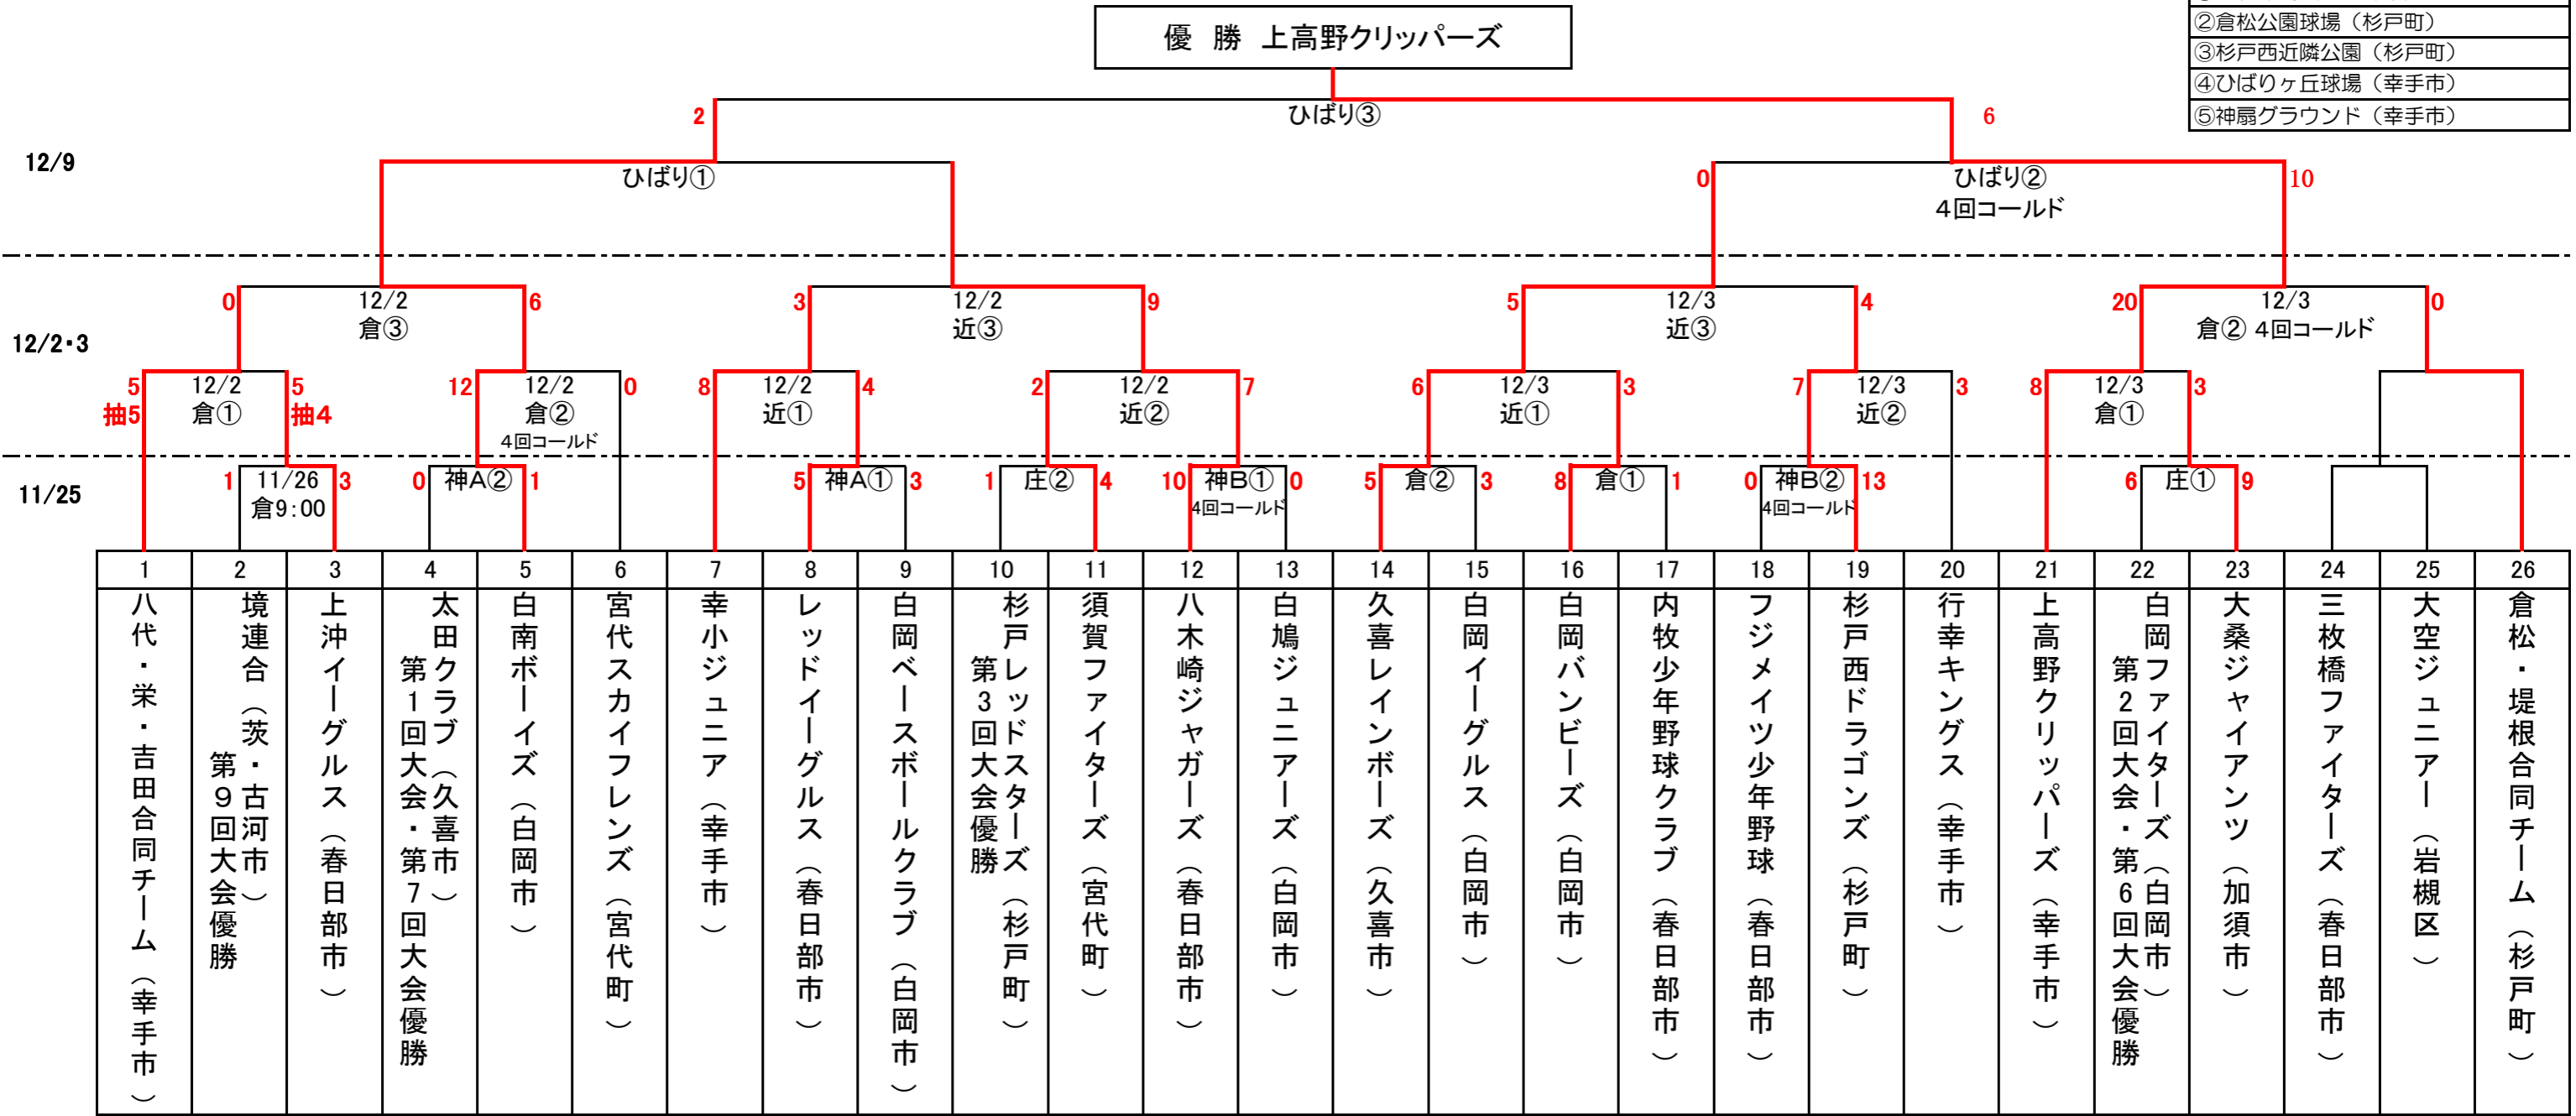 優 勝 上高野クリッパーズ
②倉松公園球場（杉戸町）
③杉戸西近隣公園（杉戸町）
④ひばりヶ丘球場（幸手市）
⑤神扇グラウンド（幸手市）
2 ひばり③ 6
12/9
ひばり① 0 ひばり② 10
4回コールド
0 12/2 6 3 12/2 9 5 12/3 4 20 12/3 0
倉③ 近③ 近③ 倉② 4回コールド
12/2・3
5 12/2 5 12 12/2 0 8 12/2 4 2 12/2 7 6 12/3 3 7 12/3 3 8 12/3 3
抽5 倉① 抽4 倉② 近① 近② 近① 近② 倉①
4回コールド
11/25
1 11/26 3 0 神A② 1 5 神A① 3 1 庄② 4 10 神B① 0 5 倉② 3 8 倉① 1 0 神B② 13 6 庄① 9
倉9:00 4回コールド 4回コールド
1 2 3 4 5 6 7 8 9 10 11 12 13 14 15 16 17 18 19 20 21 22 23 24 25 26
八代・栄・吉田合同チーム（幸手市）
境連合（茨・古河市）
第9回大会優勝
上沖イーグルス（春日部市）
太田クラブ（久喜市）
第1回大会・第7回大会優勝
白南ボーイズ（白岡市）
宮代スカイフレンズ（宮代町）
幸小ジュニア（幸手市）
レッドイーグルス（春日部市）
白岡ベースボールクラブ（白岡市）
杉戸レッドスターズ（杉戸町）
第3回大会優勝
須賀ファイターズ（宮代町）
八木崎ジャガーズ（春日部市）
白鳩ジュニアーズ（白岡市）
久喜レインボーズ（久喜市）
白岡イーグルス（白岡市）
白岡バンビーズ（白岡市）
内牧少年野球クラブ（春日部市）
フジメイツ少年野球（春日部市）
杉戸西ドラゴンズ（杉戸町）
行幸キングス（幸手市）
上高野クリッパーズ（幸手市）
白岡ファイターズ（白岡市）
第2回大会・第6回大会優勝
大桑ジャイアンツ（加須市）
三枚橋ファイターズ（春日部市）
大空ジュニアー（岩槻区）
倉松・堤根合同チーム（杉戸町）